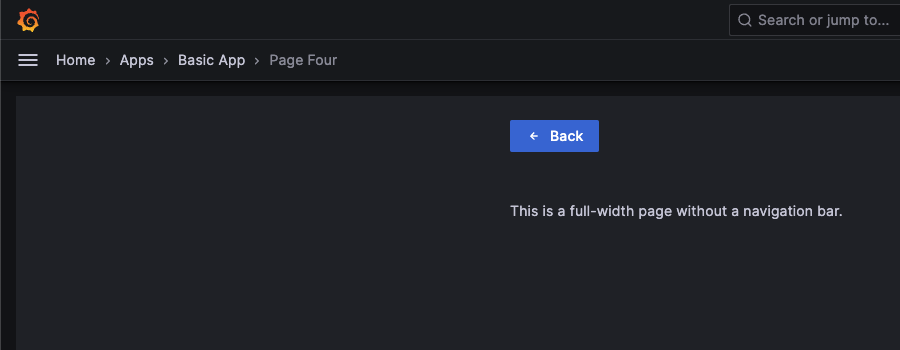 Search or jump to...
Home > Apps > Basic App > Page Four
Back
This is a full-width page without a navigation bar.